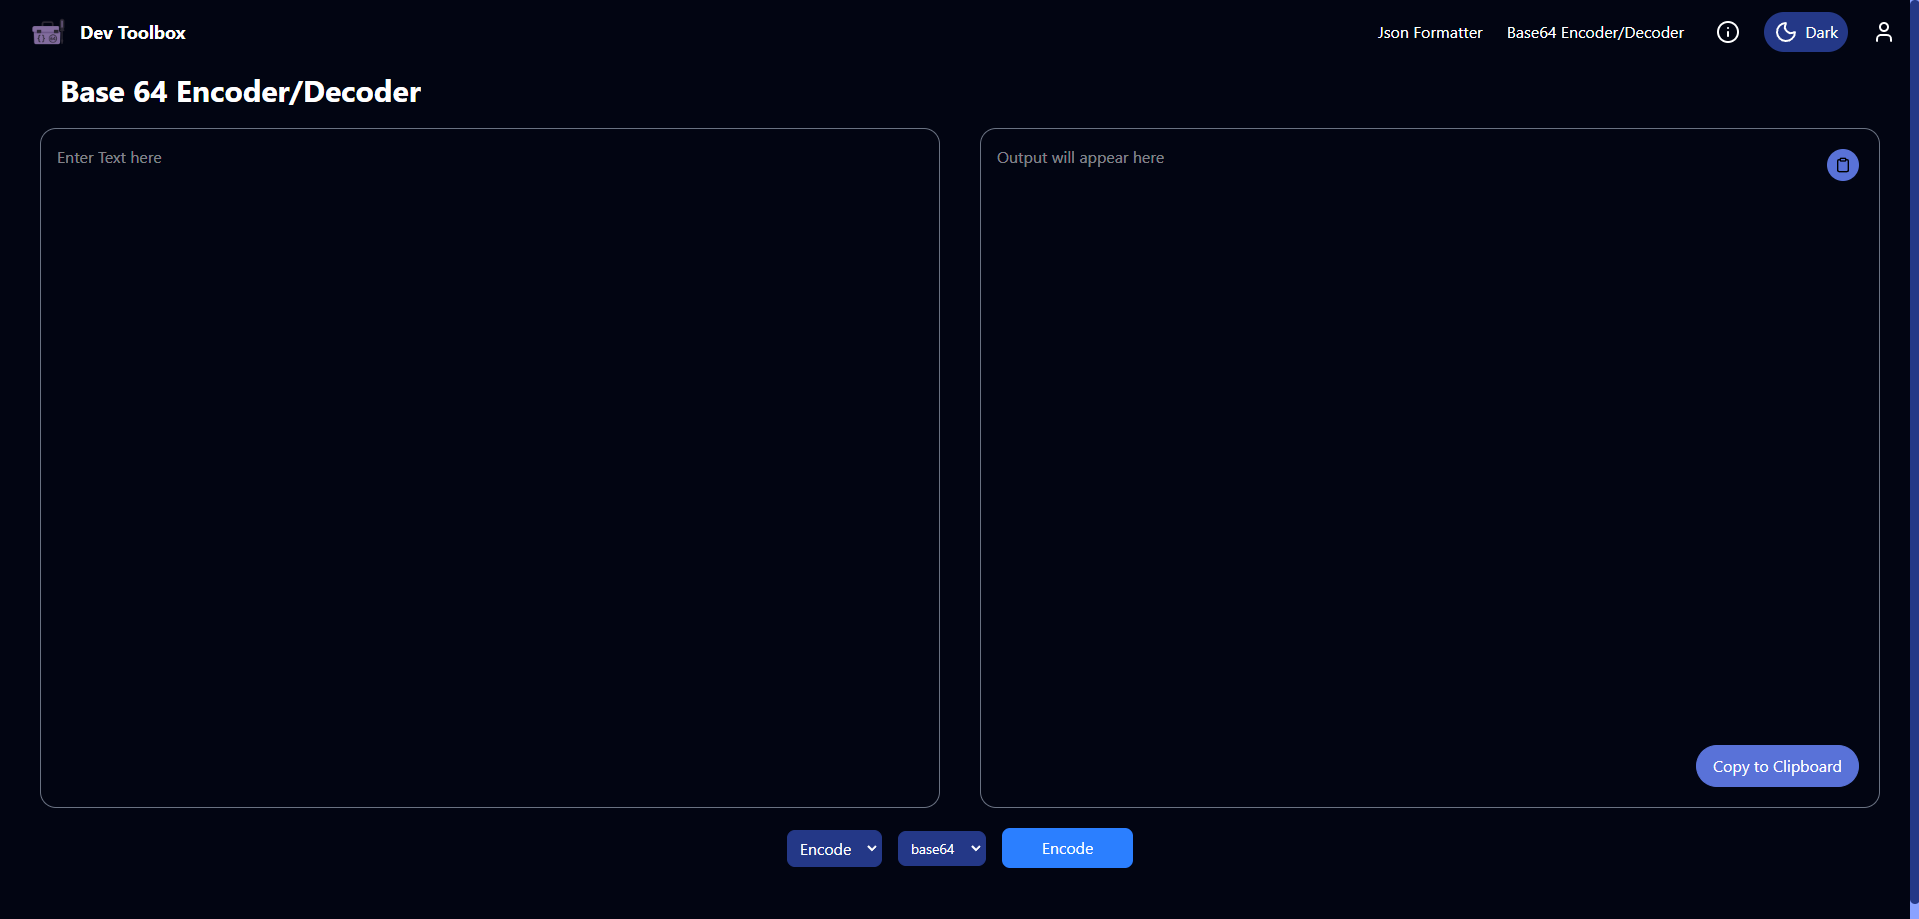 Dev Toolbox
Json Formatter
Base64 Encoder/Decoder
Dark
Base 64 Encoder/Decoder
Enter Text here
Output will appear here
Copy to Clipboard
Encode
base64
Encode